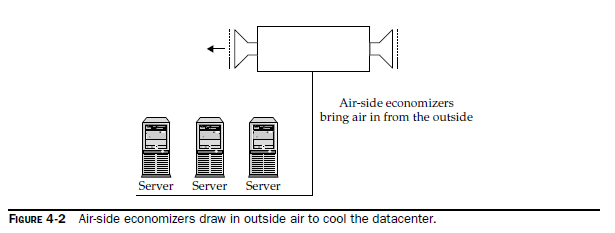 Air-side economizers
bring air in from the outside
Server Server Server
FIGURE 4-2 Air-side economizers draw in outside air to cool the datacenter.